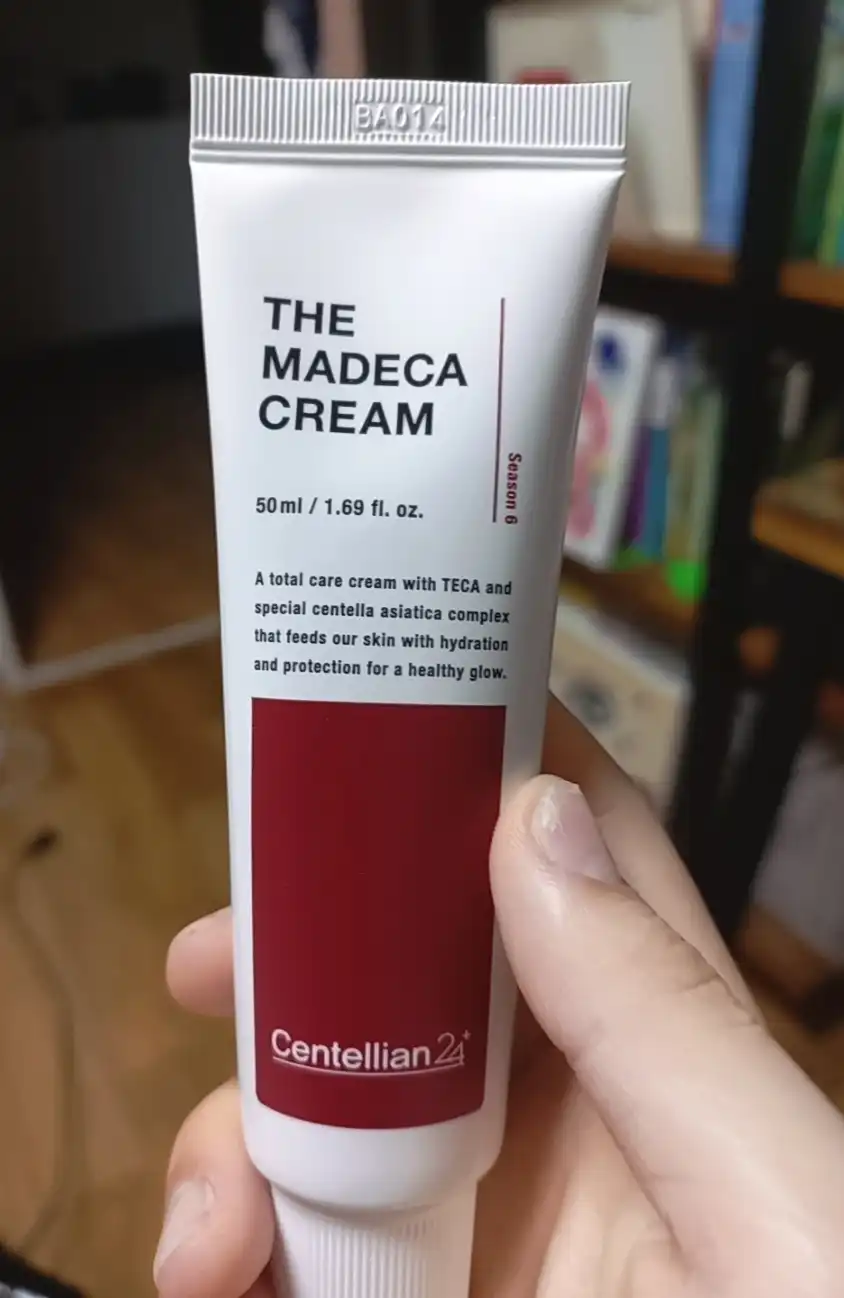 BA014
THE
MADECA
CREAM
Season 6
50ml / 1.69 fl. oz.
A total care cream with TECA and
special centella asiatica complex
that feeds our skin with hydration
and protection for a healthy glow.
Centellian24+